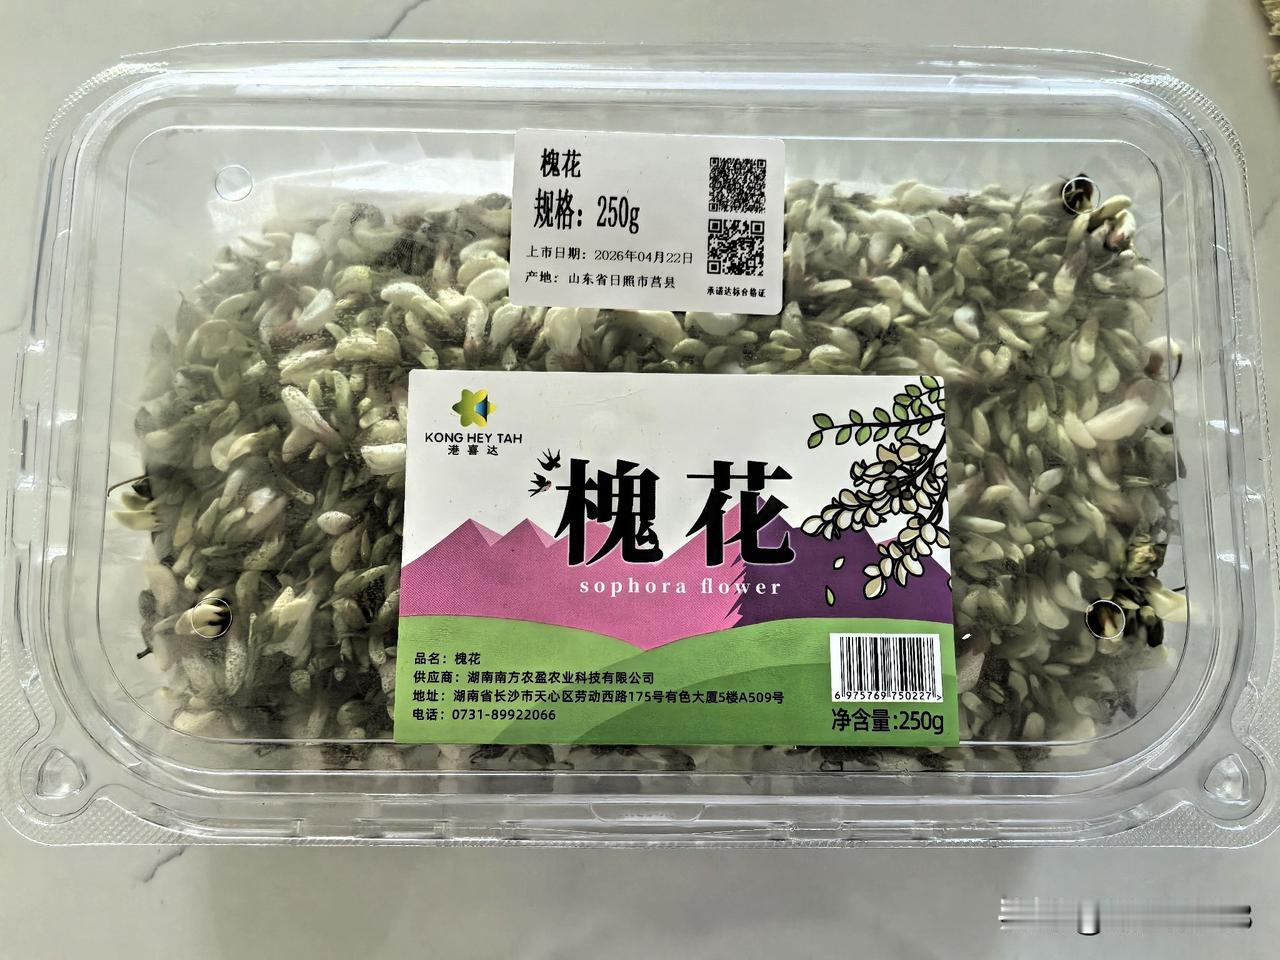 槐花
规格：250g
上市日期：2026年04月22日
产地：山东省日照市莒县
承诺达标合格证
KONG HEY TAH
港喜达
槐花
sophora flower
品名：槐花
供应商：湖南南方农盈农业科技有限公司
地址：湖南省长沙市天心区劳动西路175号有色大厦5楼A509号
电话：0731-89922066
6 975769 750227 >
净含量:250g